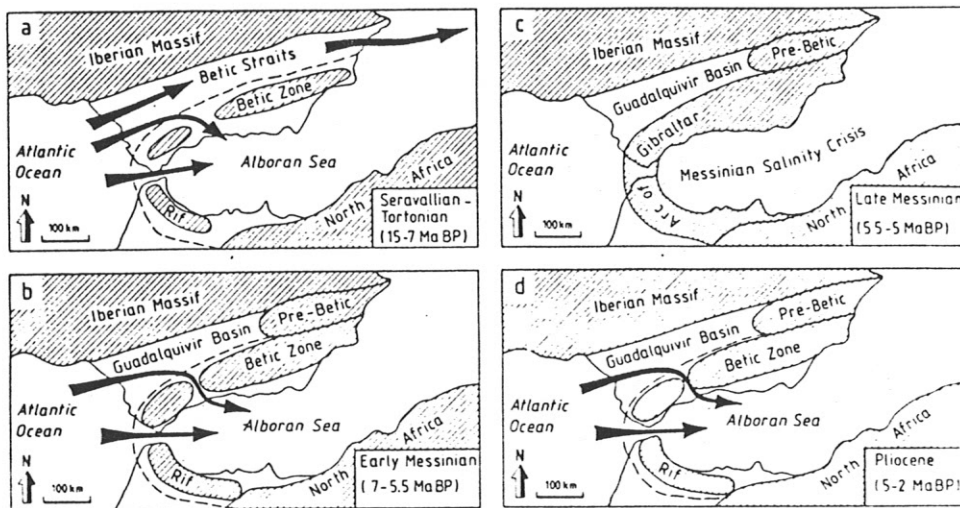 a
Iberian Massif
Betic Straits
Betic Zone
Atlantic
Ocean
Alboran Sea
N
100 km
Rif
North
Africa
Seravallian-
Tortonian
(15-7 Ma BP)
c
Iberian Massif
Pre-Betic
Guadalquivir Basin
Gibraltar
Arc of
Atlantic
Ocean
Messinian Salinity Crisis
N
100 km
North
Africa
Late Messinian
(5.5-5 Ma BP)
b
Iberian Massif
Pre-Betic
Guadalquivir Basin
Betic Zone
Atlantic
Ocean
Alboran Sea
N
100 km
Rif
North
Africa
Early Messinian
(7-5.5 Ma BP)
d
Iberian Massif
Pre-Betic
Guadalquivir Basin
Betic Zone
Atlantic
Ocean
Alboran Sea
N
100 km
Rif
North
Africa
Pliocene
(5-2 Ma BP)